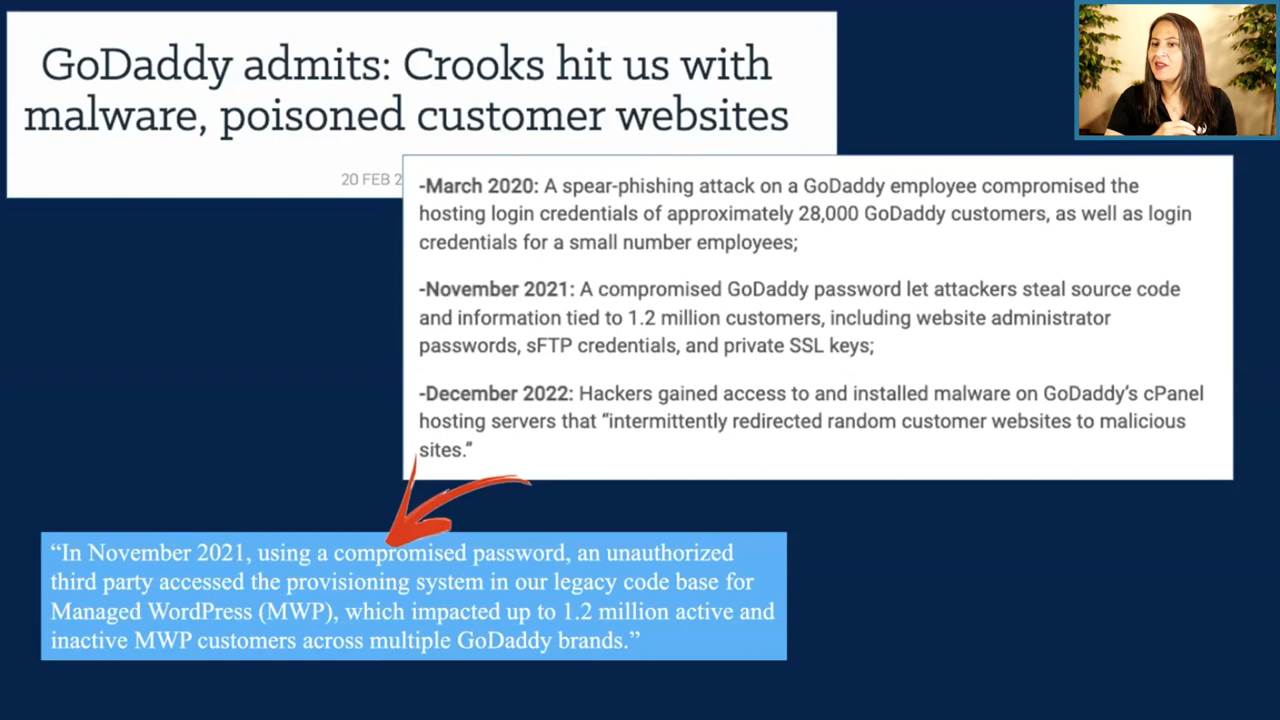 GoDaddy admits: Crooks hit us with
malware, poisoned customer websites
20 FEB 2
-March 2020: A spear-phishing attack on a GoDaddy employee compromised the
hosting login credentials of approximately 28,000 GoDaddy customers, as well as login
credentials for a small number employees;
-November 2021: A compromised GoDaddy password let attackers steal source code
and information tied to 1.2 million customers, including website administrator
passwords, sFTP credentials, and private SSL keys;
-December 2022: Hackers gained access to and installed malware on GoDaddy’s cPanel
hosting servers that “intermittently redirected random customer websites to malicious
sites.”
“In November 2021, using a compromised password, an unauthorized
third party accessed the provisioning system in our legacy code base for
Managed WordPress (MWP), which impacted up to 1.2 million active and
inactive MWP customers across multiple GoDaddy brands.”